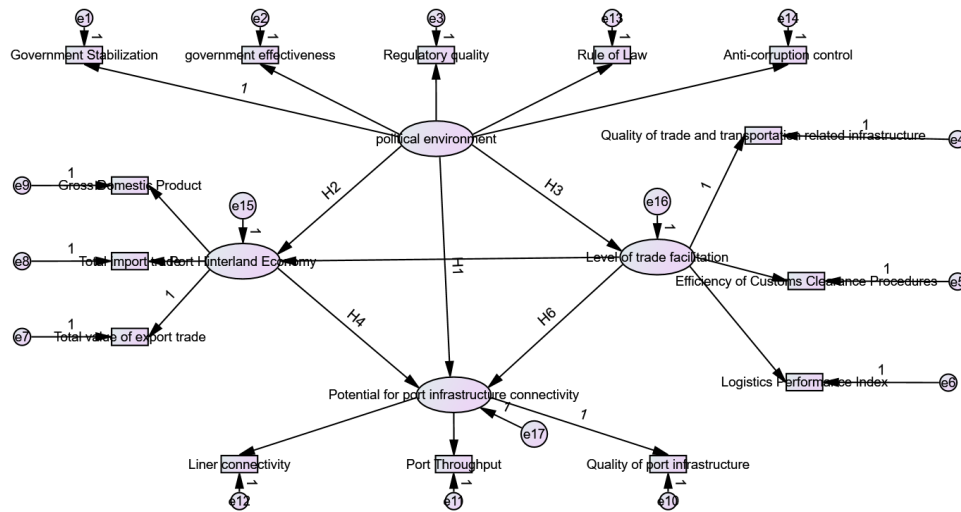 e1
e2
e3
e13
e14
1
1
1
1
1
Government Stabilization
government effectiveness
Regulatory quality
Rule of Law
Anti-corruption control
1
political environment
Quality of trade and transportation related infrastructure
1
e4
e9
1
Gross Domestic Product
H2
H3
1
e15
1
e16
1
e8
1
Total import trade
Port Hinterland Economy
H1
Level of trade facilitation
Efficiency of Customs Clearance Procedures
1
e5
1
e7
1
Total value of export trade
H4
H6
Logistics Performance Index
1
e6
Potential for port infrastructure connectivity
1
1
e17
Liner connectivity
Port Throughput
Quality of port infrastructure
1
1
1
e12
e11
e10